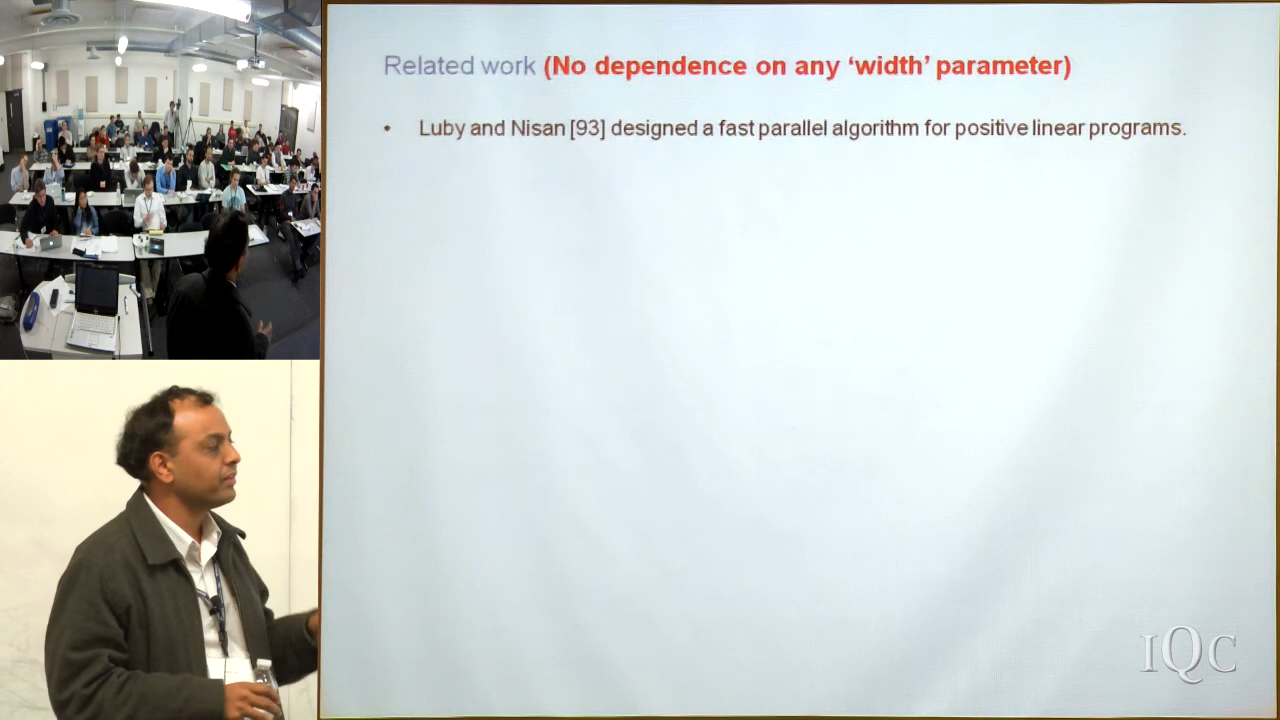 Related work (No dependence on any ‘width’ parameter)
• Luby and Nisan [93] designed a fast parallel algorithm for positive linear programs.
IQC